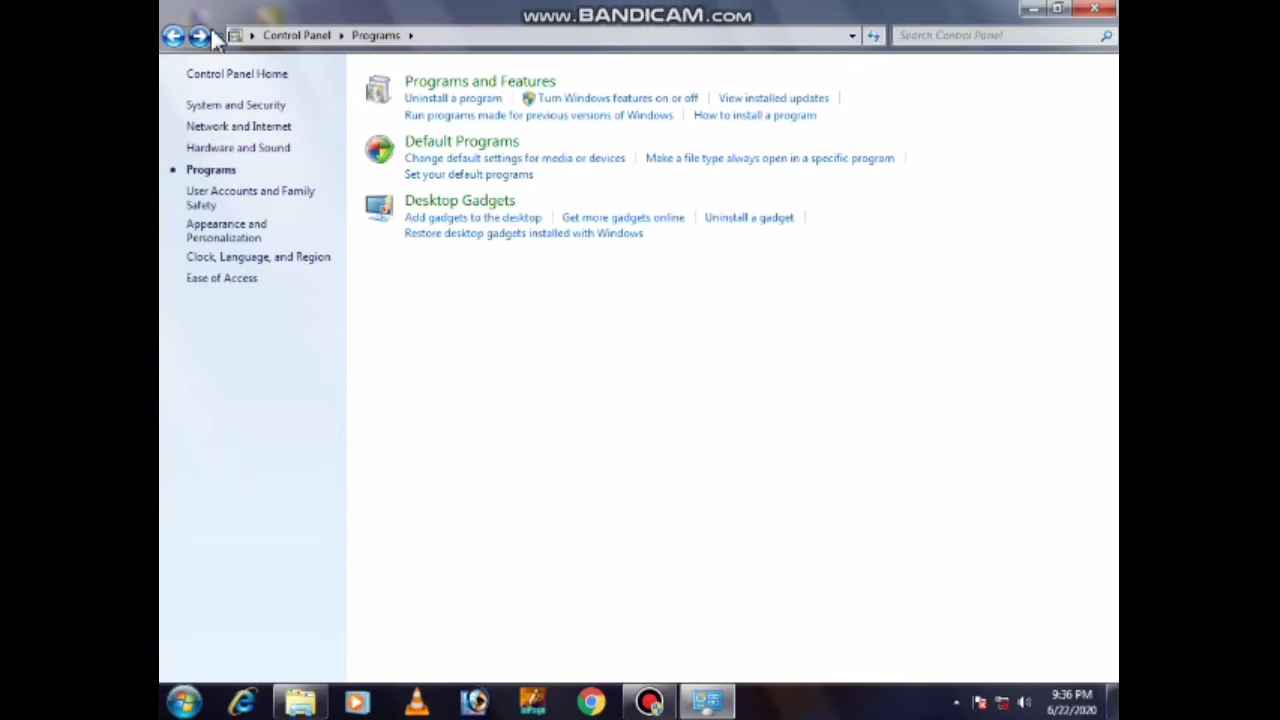 www.BANDICAM.com
Control Panel Programs
Search Control Panel
Control Panel Home
System and Security
Network and Internet
Hardware and Sound
Programs
User Accounts and Family
Safety
Appearance and
Personalization
Clock, Language, and Region
Ease of Access
Programs and Features
Uninstall a program Turn Windows features on or off View installed updates
Run programs made for previous versions of Windows How to install a program
Default Programs
Change default settings for media or devices Make a file type always open in a specific program
Set your default programs
Desktop Gadgets
Add gadgets to the desktop Get more gadgets online Uninstall a gadget
Restore desktop gadgets installed with Windows
9:36 PM
6/22/2020